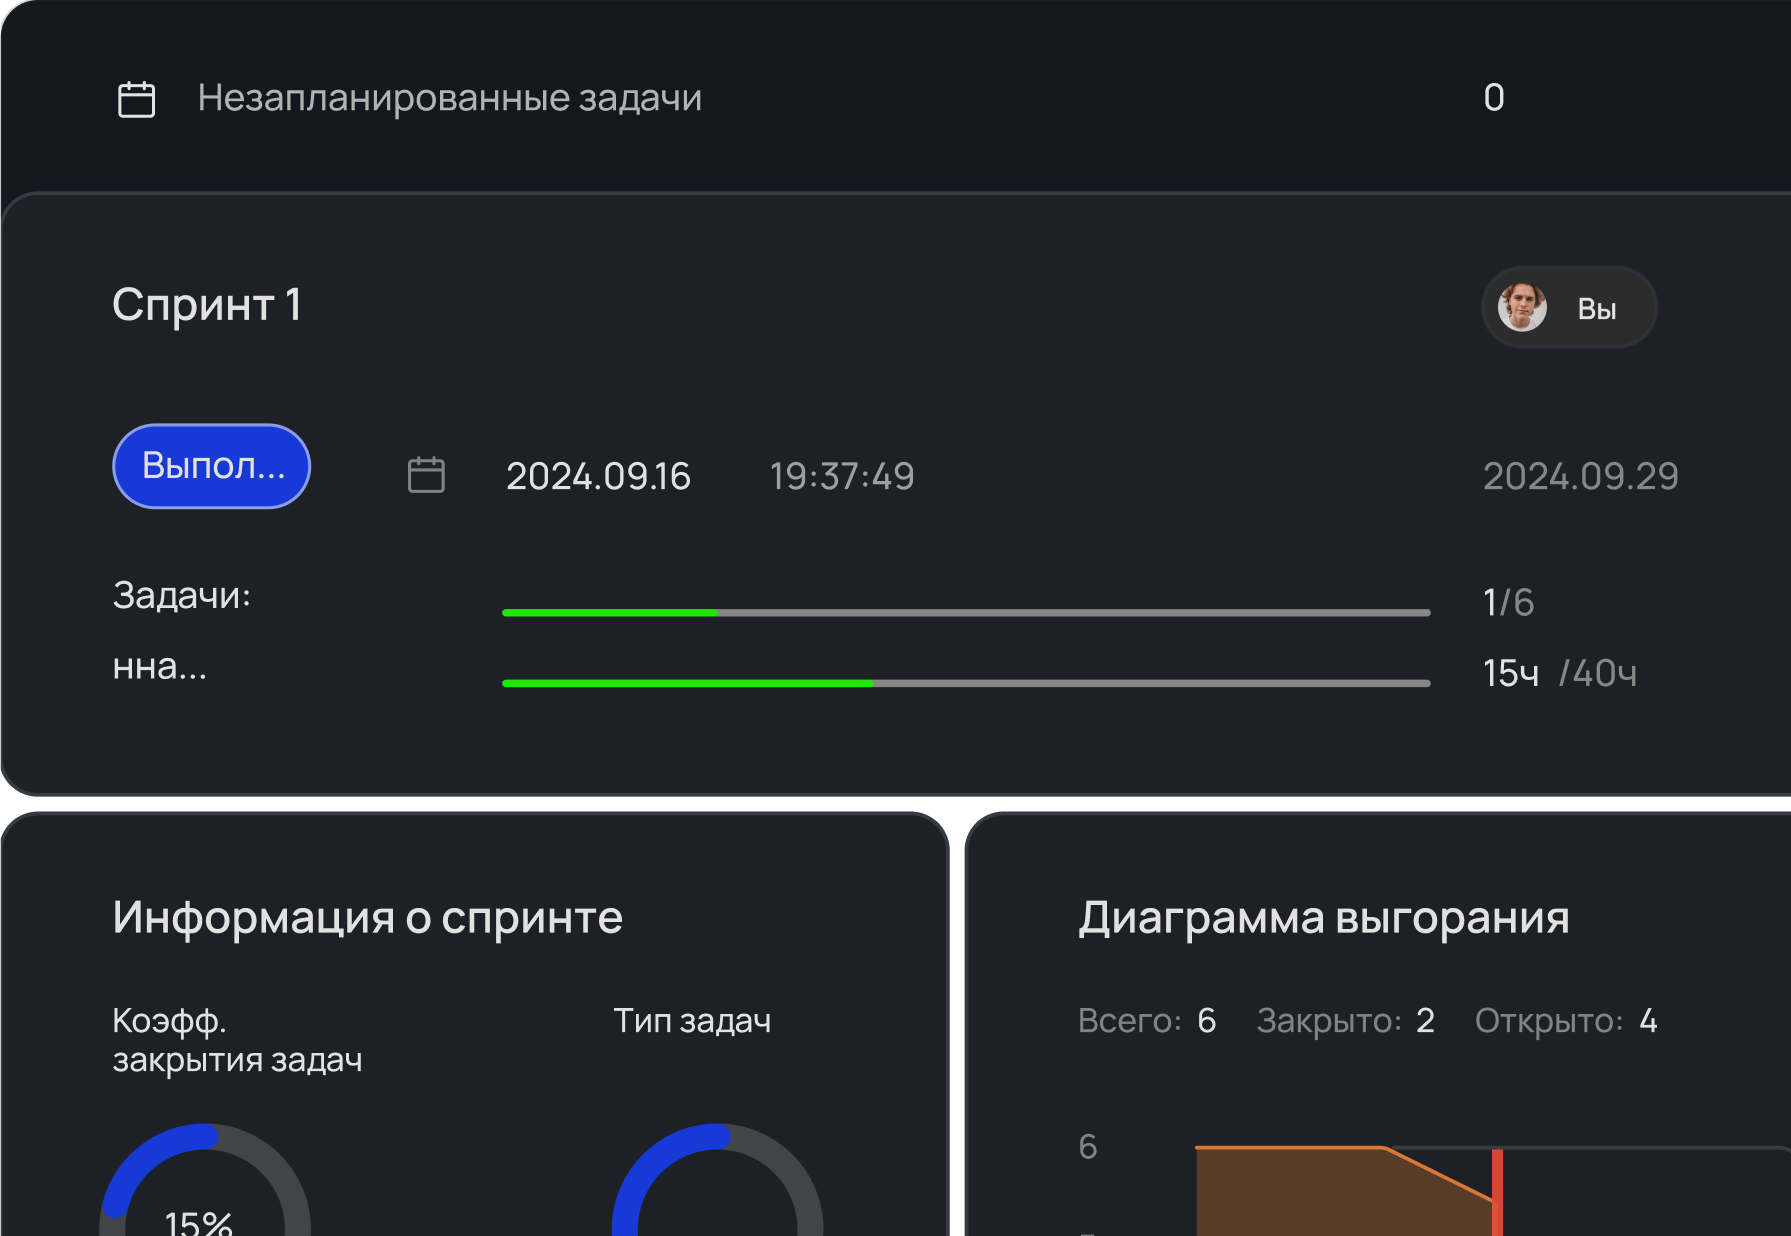 Незапланированные задачи 0
Спринт 1 Вы
Выпол... 2024.09.16 19:37:49 2024.09.29
Задачи: 1/6
нна... 15ч /40ч
Информация о спринте
Коэфф.
закрытия задач
Тип задач
15%
Диаграмма выгорания
Всего: 6 Закрыто: 2 Открыто: 4
6